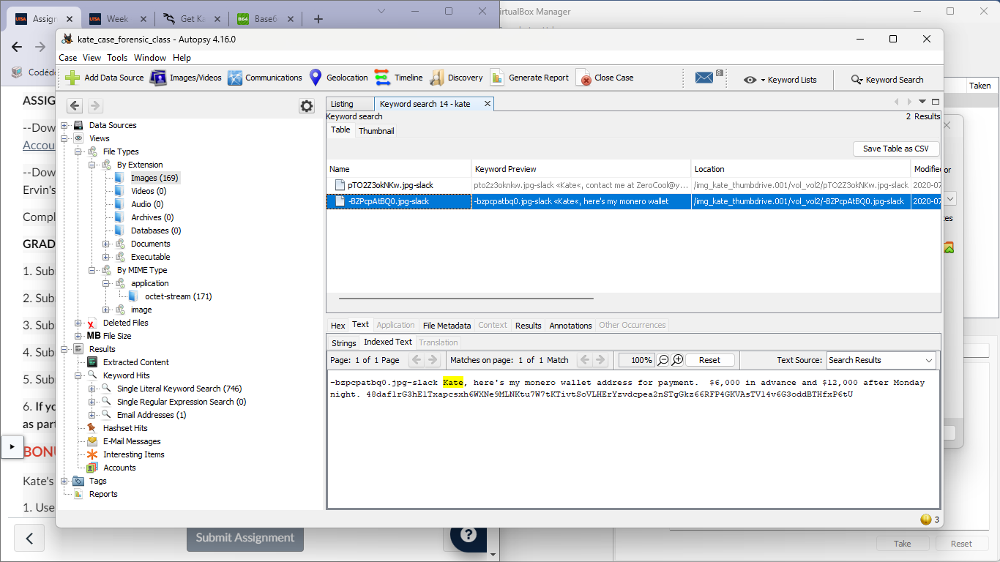 Assign
Week
Get Ka
Base6
VirtualBox Manager
kate_case_forensic_class - Autopsy 4.16.0
Case View Tools Window Help
Codéd
Add Data Source Images/Videos Communications Geolocation Timeline Discovery Generate Report Close Case 8 Keyword Lists Keyword Search
Taken
ASSIG
--Dow
Accou
--Dow
Ervin's
Compl
GRAD
1. Sub
2. Sub
3. Sub
4. Sub
5. Sub
6. If yo
as part
BONU
Kate's
1. Use
Submit Assignment
Data Sources
Views
File Types
By Extension
Images (169)
Videos (0)
Audio (0)
Archives (0)
Databases (0)
Documents
Executable
By MIME Type
application
octet-stream (171)
image
Deleted Files
MB File Size
Results
Extracted Content
Keyword Hits
Single Literal Keyword Search (746)
Single Regular Expression Search (0)
Email Addresses (1)
Hashset Hits
E-Mail Messages
Interesting Items
Accounts
Tags
Reports
Listing Keyword search 14 - kate
Keyword search 2 Results
Table Thumbnail
Save Table as CSV
Name Keyword Preview Location Modified
pTO2Z3okNKw.jpg-slack pto2z3oknkw.jpg-slack «Kate«, contact me at ZeroCool@y... /img_kate_thumbdrive.001/vol_vol2/pTO2Z3okNKw.jpg-slack 2020-07
-BZPcpAtBQ0.jpg-slack -bzpcpatbq0.jpg-slack «Kate«, here's my monero wallet /img_kate_thumbdrive.001/vol_vol2/-BZPcpAtBQ0.jpg-slack 2020-07
Hex Text Application File Metadata Context Results Annotations Other Occurrences
Strings Indexed Text Translation
Page: 1 of 1 Page Matches on page: 1 of 1 Match 100% Reset Text Source: Search Results
-bzpcpatbq0.jpg-slack Kate, here's my monero wallet address for payment. $6,000 in advance and $12,000 after Monday
night.
3
or
es
Take Reset